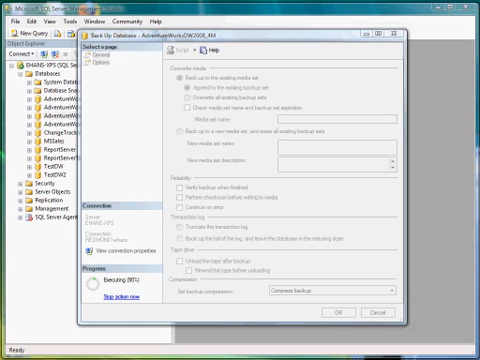 Microsoft SQL Server Management Studio
File Edit View Tools Window Community Help
New Query
Object Explorer
Connect
EHANS-XPS (SQL Serv
Databases
System Databa
Database Sna
AdventureWo
AdventureWo
AdventureWo
AdventureWo
ChangeTracki
MSSales
ReportServer
ReportServer
TestDW
TestDW2
Security
Server Objects
Replication
Management
SQL Server Agen
Ready
Back Up Database - AdventureWorksDW2008_4M
Select a page
General
Options
Script Help
Overwrite media
Back up to the existing media set
Append to the existing backup set
Overwrite all existing backup sets
Check media set name and backup set expiration
Media set name:
Back up to a new media set, and erase all existing backup sets
New media set name:
New media set description:
Reliability
Verify backup when finished
Perform checksum before writing to media
Continue on error
Transaction log
Truncate the transaction log
Back up the tail of the log, and leave the database in the restoring state
Tape drive
Unload the tape after backup
Rewind the tape before unloading
Compression
Set backup compression: Compress backup
Connection
Server:
EHANS-XPS
Connection:
REDMOND\ehans
View connection properties
Progress
Executing (90%)
Stop action now
OK Cancel